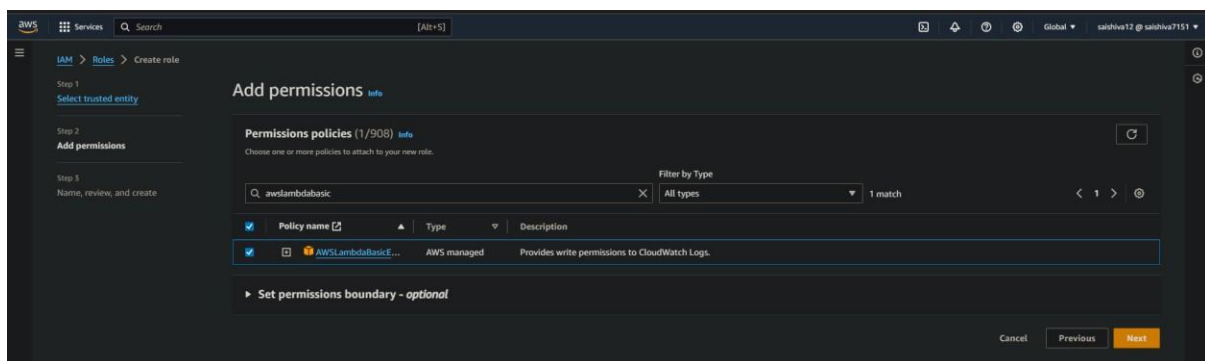 aws Services Search [Alt+S] Global saishiva12 @ saishiva7151
IAM > Roles > Create role
Step 1
Select trusted entity
Step 2
Add permissions
Step 3
Name, review, and create
Add permissions Info
Permissions policies (1/908) Info
Choose one or more policies to attach to your new role.
Filter by Type
awslambdabasic All types 1 match 1
Policy name Type Description
AWSLambdaBasicE... AWS managed Provides write permissions to CloudWatch Logs.
Set permissions boundary - optional
Cancel Previous Next